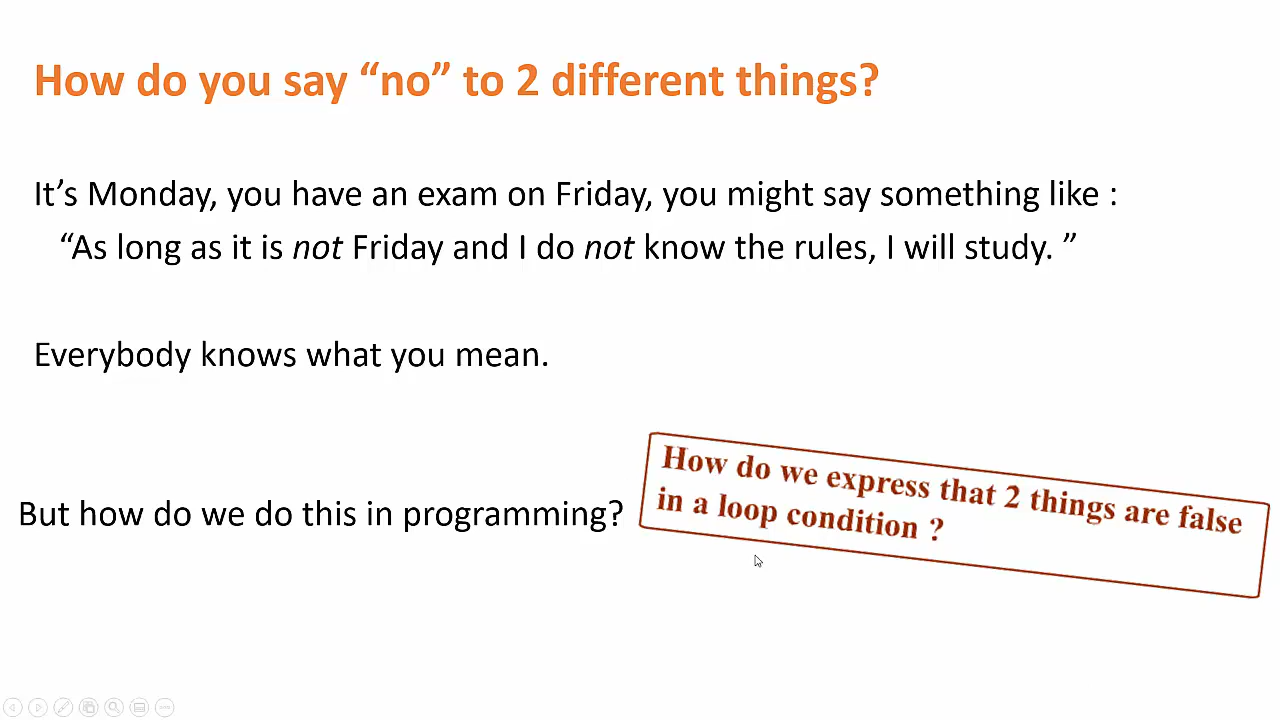 How do you say “no” to 2 different things?
It’s Monday, you have an exam on Friday, you might say something like :
“As long as it is not Friday and I do not know the rules, I will study. ”
Everybody knows what you mean.
But how do we do this in programming?
How do we express that 2 things are false
in a loop condition ?